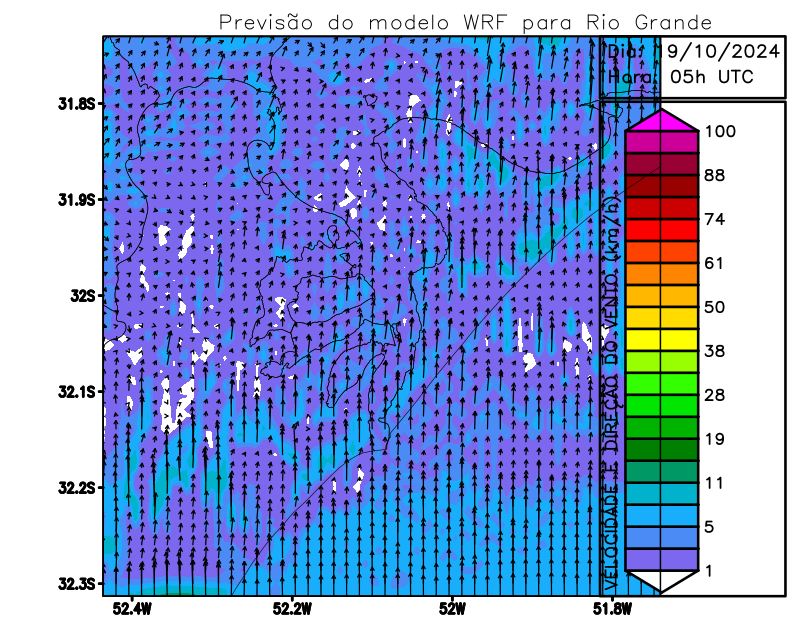 Previsão do modelo WRF para Rio Grande
Dia: 19/10/2024
Hora: 05h UTC
31.8S
31.9S
32S
32.1S
32.2S
32.3S
52.4W
52.2W
52W
51.8W
VELOCIDADE E DIREÇÃO DO VENTO (km/h)
100
88
74
61
50
38
28
19
11
5
1